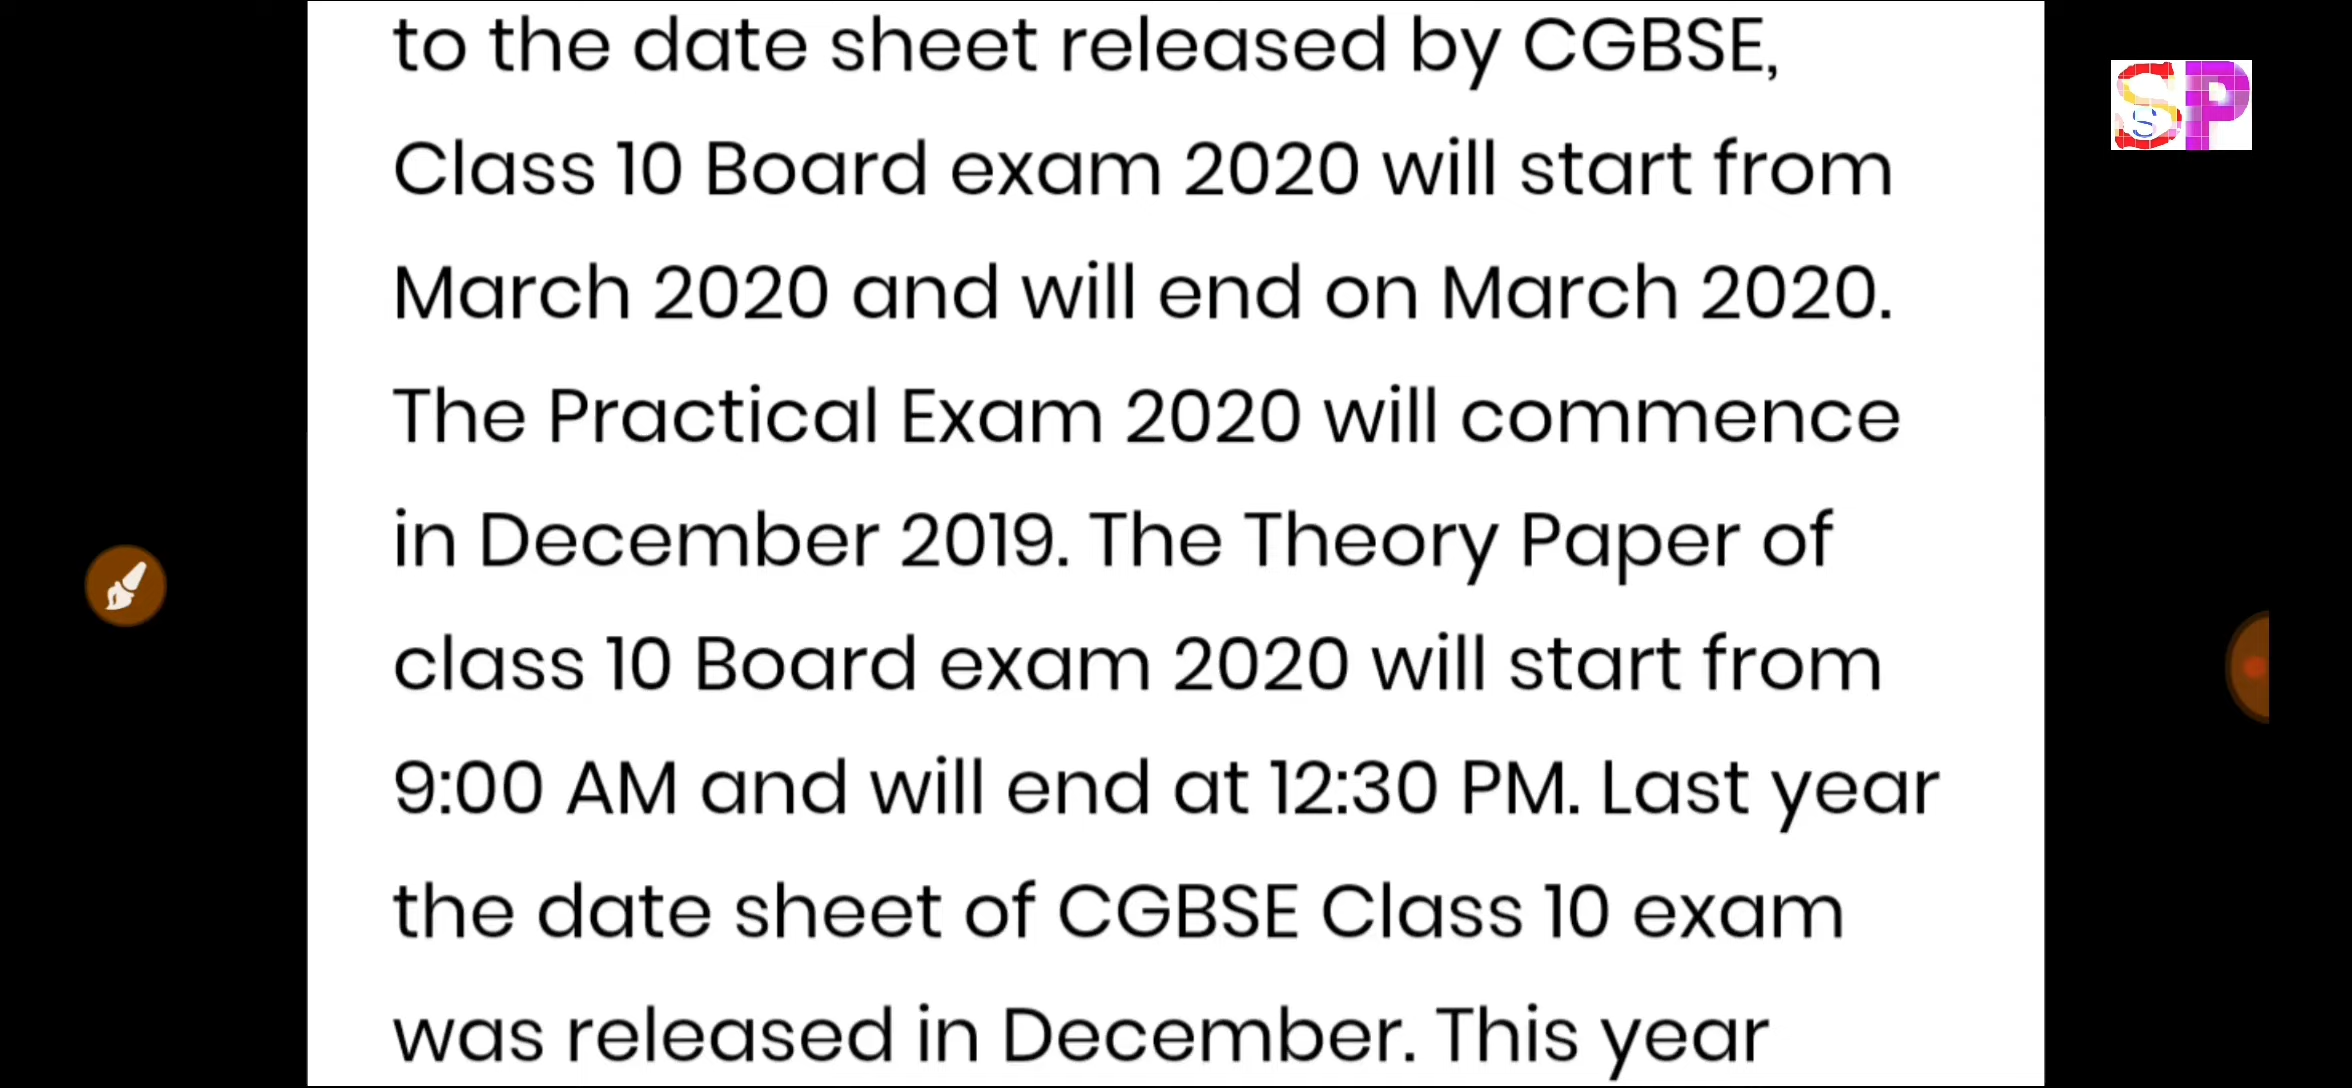 to the date sheet released by CGBSE,
SP
S
Class 10 Board exam 2020 will start from
March 2020 and will end on March 2020.
The Practical Exam 2020 will commence
in December 2019. The Theory Paper of
class 10 Board exam 2020 will start from
9:00 AM and will end at 12:30 PM. Last year
the date sheet of CGBSE Class 10 exam
was released in December. This year